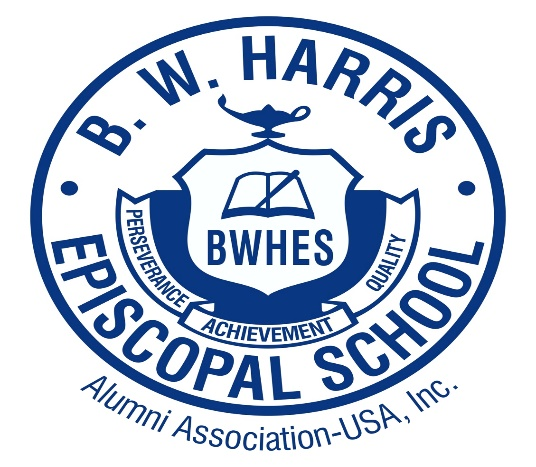 B. W. HARRIS
BWHES
PERSEVERANCE
ACHIEVEMENT
QUALITY
EPISCOPAL SCHOOL
Alumni Association-USA, Inc.